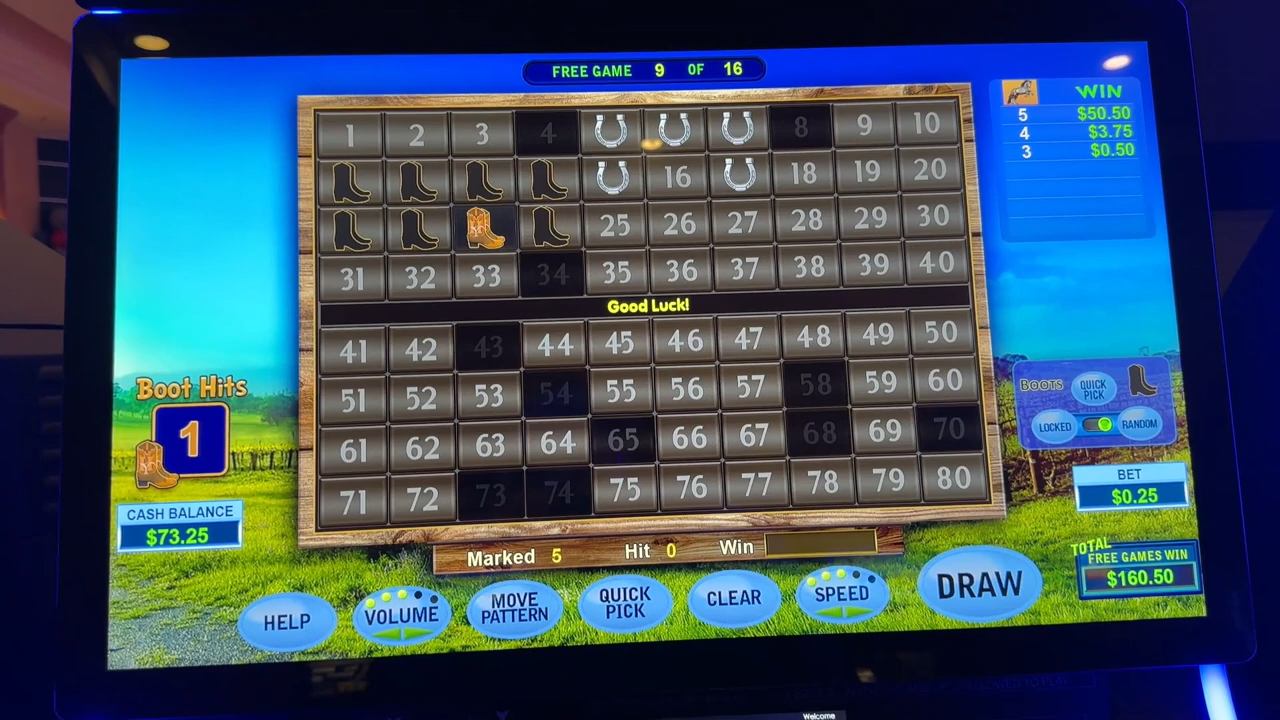 FREE GAME 9 OF 16
WIN
5 $50.50
4 $3.75
3 $0.50
1 2 3 4 8 9 10
16 18 19 20
25 26 27 28 29 30
31 32 33 34 35 36 37 38 39 40
Good Luck!
41 42 43 44 45 46 47 48 49 50
51 52 53 54 55 56 57 58 59 60
61 62 63 64 65 66 67 68 69 70
71 72 73 74 75 76 77 78 79 80
Boot Hits
1
CASH BALANCE
$73.25
BOOTS
QUICK
PICK
LOCKED
RANDOM
BET
$0.25
Marked 5 Hit 0 Win
TOTAL
FREE GAMES WIN
$160.50
HELP
VOLUME
MOVE
PATTERN
QUICK
PICK
CLEAR
SPEED
DRAW
Welcome